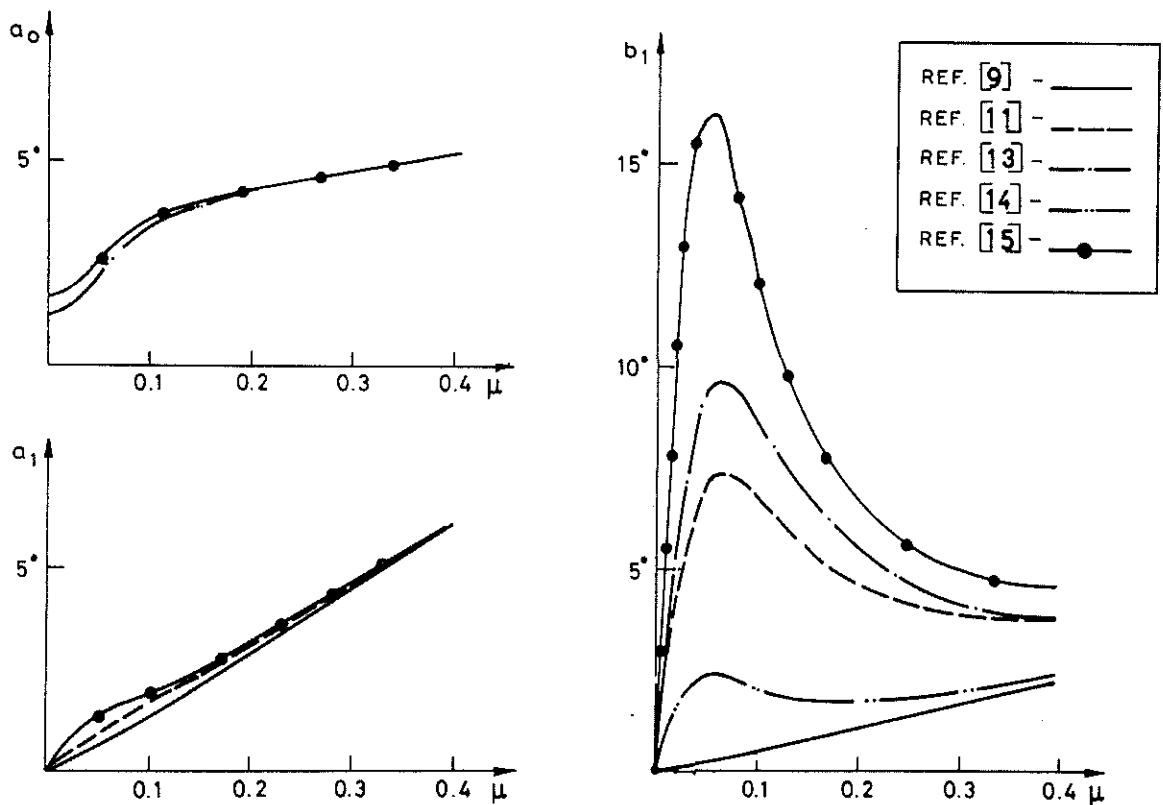 a₀
5°
0.1 0.2 0.3 0.4 μ
a₁
5°
0.1 0.2 0.3 0.4 μ
b₁
15°
10°
5°
0.1 0.2 0.3 0.4 μ
REF. [9] -
REF. [11] -
REF. [13] -
REF. [14] -
REF. [15] -